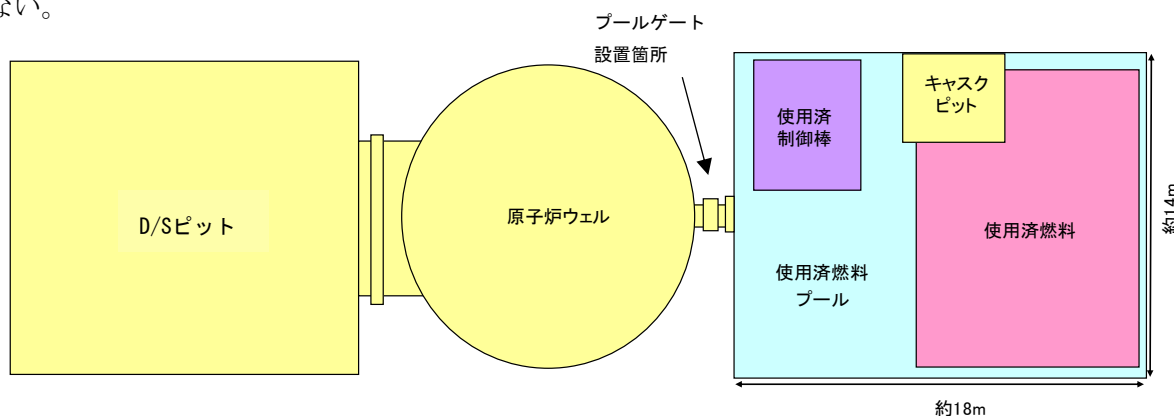 ない。
プールゲート
設置箇所
キャスク
ピット
使用済
制御棒
D/Sピット
原子炉ウェル
使用済燃料
使用済燃料
プール
約14m
約18m